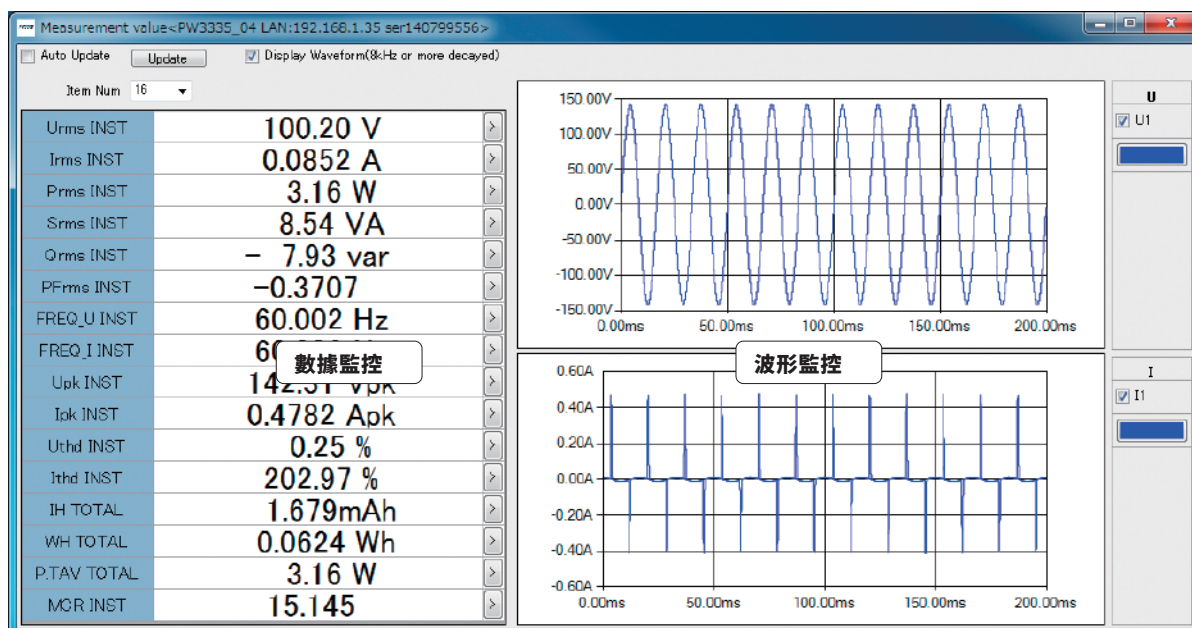 Measurement value<PW3335_04 LAN:192.168.1.35 ser140799556>
Auto Update Update Display Waveform(8kHz or more decayed)
Item Num 16
Urms INST 100.20 V
Irms INST 0.0852 A
Prms INST 3.16 W
Srms INST 8.54 VA
Qrms INST - 7.93 var
PFrms INST -0.3707
FREQ_U INST 60.002 Hz
FREQ_I INST
數據監控
Upk INST
Ipk INST 0.4782 Apk
Uthd INST 0.25 %
Ithd INST 202.97 %
IH TOTAL 1.679mAh
WH TOTAL 0.0624 Wh
P.TAV TOTAL 3.16 W
MCR INST 15.145
150.00V
100.00V
50.00V
0.00V
-50.00V
-100.00V
-150.00V
0.00ms 50.00ms 100.00ms 150.00ms 200.00ms
波形監控
0.60A
0.40A
0.20A
0.00A
-0.20A
-0.40A
-0.60A
0.00ms 50.00ms 100.00ms 150.00ms 200.00ms
U
U1
I
I1